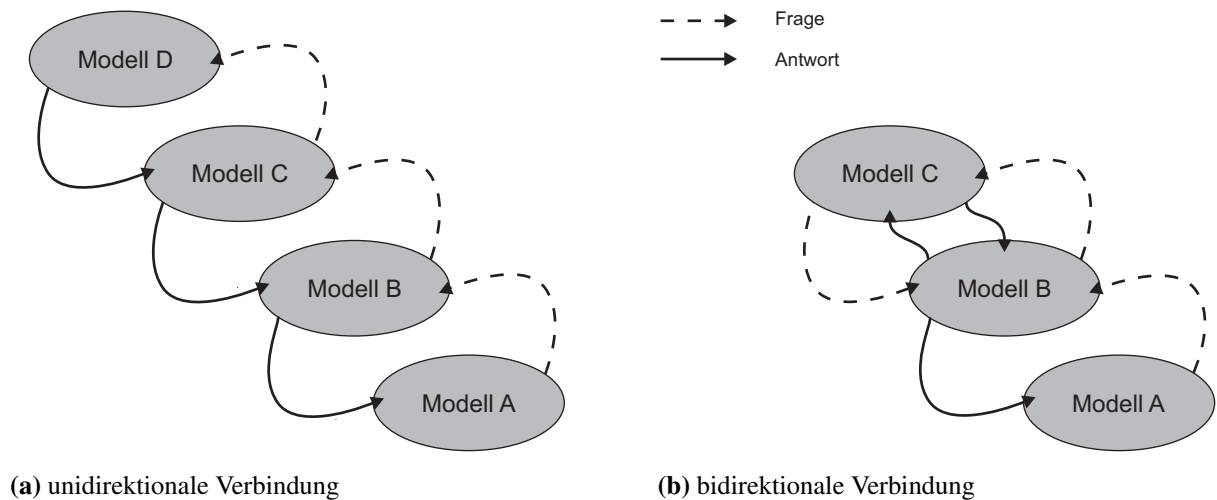 Modell D
Modell C
Modell B
Modell A
(a) unidirektionale Verbindung
Frage
Antwort
Modell C
Modell B
Modell A
(b) bidirektionale Verbindung